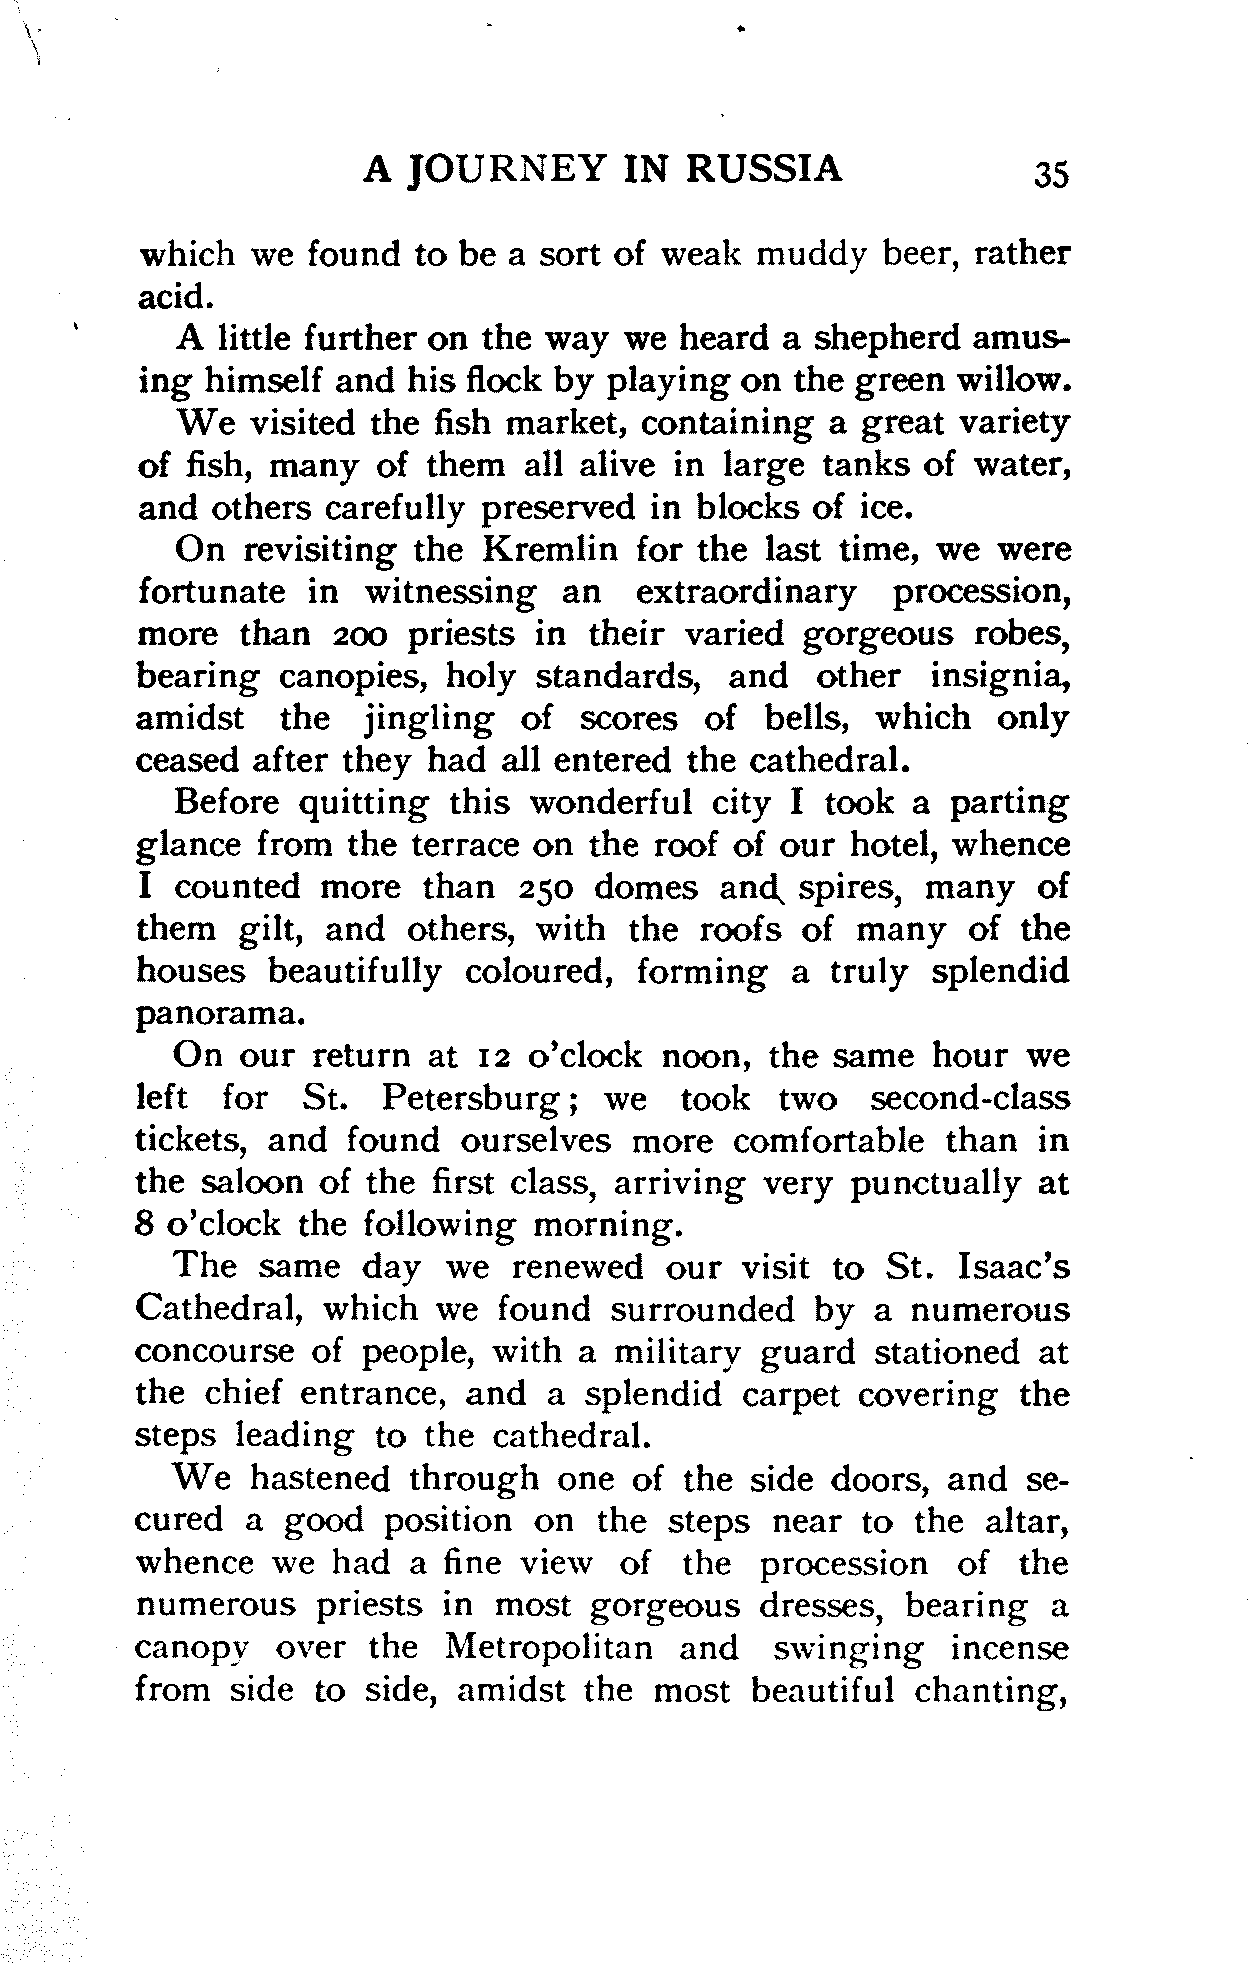 A JOURNEY IN RUSSIA 35
which we found to be a sort of weak muddy beer, rather
acid.
A little further on the way we heard a shepherd amus-
ing himself and his flock by playing on the green willow.
We visited the fish market, containing a great variety
of fish, many of them all alive in large tanks of water,
and others carefully preserved in blocks of ice.
On revisiting the Kremlin for the last time, we were
fortunate in witnessing an extraordinary procession,
more than 200 priests in their varied gorgeous robes,
bearing canopies, holy standards, and other insignia,
amidst the jingling of scores of bells, which only
ceased after they had all entered the cathedral.
Before quitting this wonderful city I took a parting
glance from the terrace on the roof of our hotel, whence
I counted more than 250 domes and spires, many of
them gilt, and others, with the roofs of many of the
houses beautifully coloured, forming a truly splendid
panorama.
On our return at 12 o'clock noon, the same hour we
left for St. Petersburg; we took two second-class
tickets, and found ourselves more comfortable than in
the saloon of the first class, arriving very punctually at
8 o'clock the following morning.
The same day we renewed our visit to St. Isaac's
Cathedral, which we found surrounded by a numerous
concourse of people, with a military guard stationed at
the chief entrance, and a splendid carpet covering the
steps leading to the cathedral.
We hastened through one of the side doors, and se-
cured a good position on the steps near to the altar,
whence we had a fine view of the procession of the
numerous priests in most gorgeous dresses, bearing a
canopy over the Metropolitan and swinging incense
from side to side, amidst the most beautiful chanting,